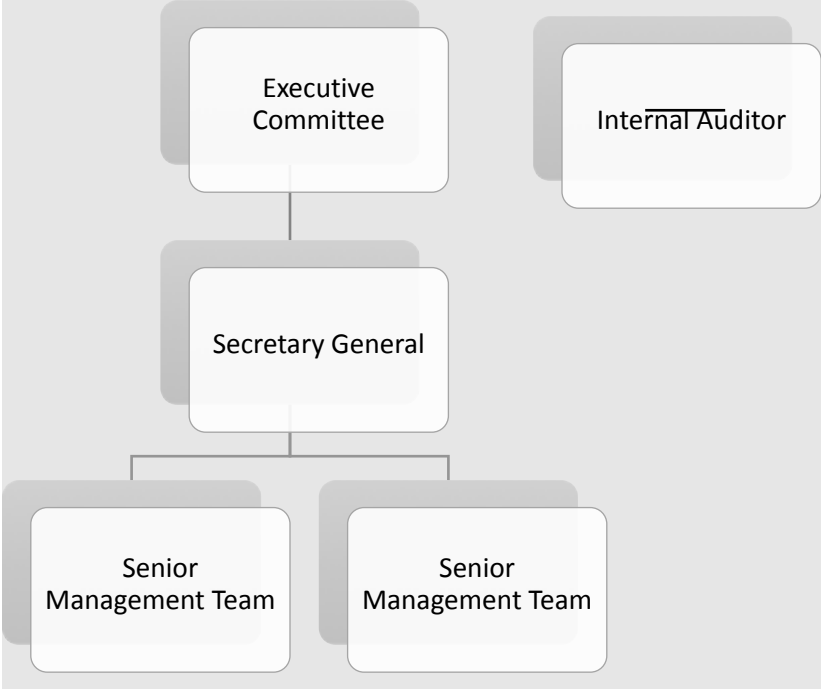 Executive
Committee
Internal Auditor
Secretary General
Senior
Management Team
Senior
Management Team